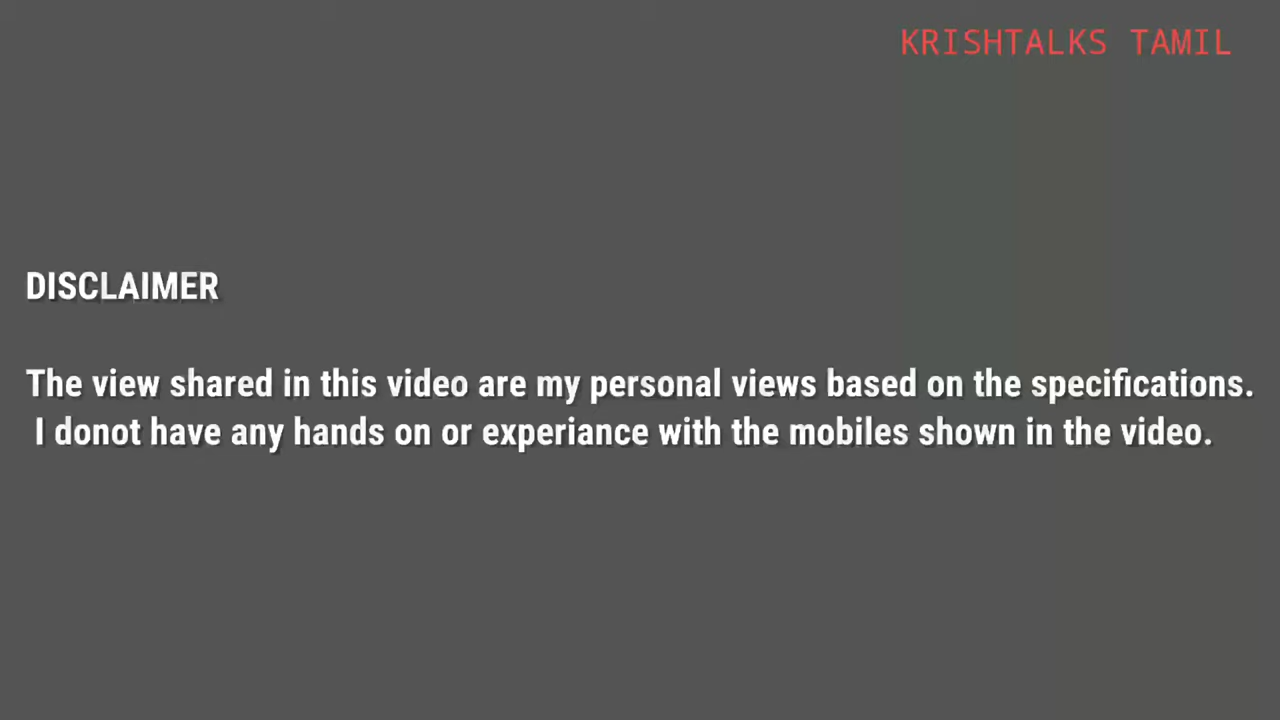 KRISHTALKS TAMIL
DISCLAIMER
The view shared in this video are my personal views based on the specifications.
I donot have any hands on or experiance with the mobiles shown in the video.